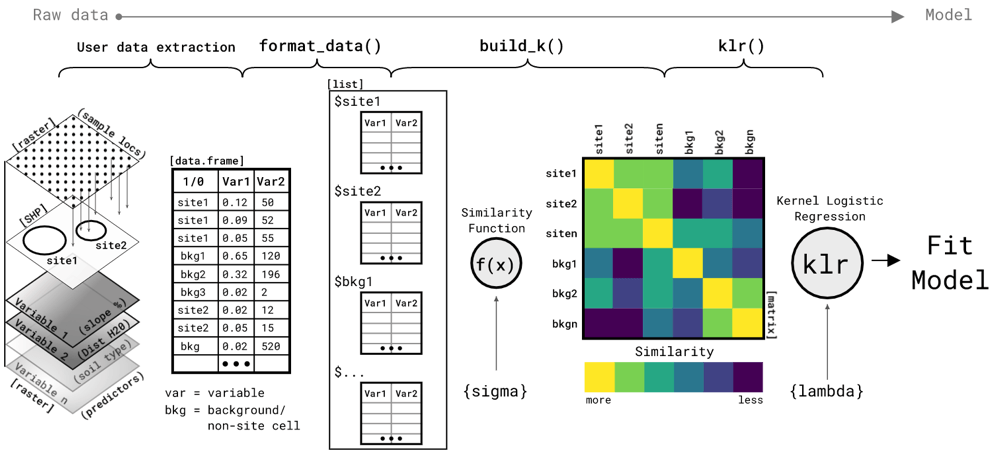 Raw data
Model
User data extraction
format_data()
build_k()
klr()
[raster]
(sample locs)
[SHP]
site1
site2
Variable 1 (slope %)
Variable 2 (Dist H20)
(soil type)
Variable n
[raster]
(predictors)
[data.frame]
1/0 Var1 Var2
site1 0.12 50
site1 0.09 52
site1 0.05 55
bkg1 0.65 120
bkg2 0.32 196
bkg3 0.02 2
site2 0.02 12
site2 0.05 15
bkg 0.02 520
•••
var = variable
bkg = background/
non-site cell
[list]
$site1
Var1 Var2
•••
$site2
Var1 Var2
•••
$bkg1
Var1 Var2
•••
$...
Var1 Var2
•••
Similarity
Function
f(x)
{sigma}
site1 site2 siten bkg1 bkg2 bkgn
site1
site2
siten
bkg1
bkg2
bkgn
[matrix]
Similarity
more less
Kernel Logistic
Regression
klr
{lambda}
Fit
Model